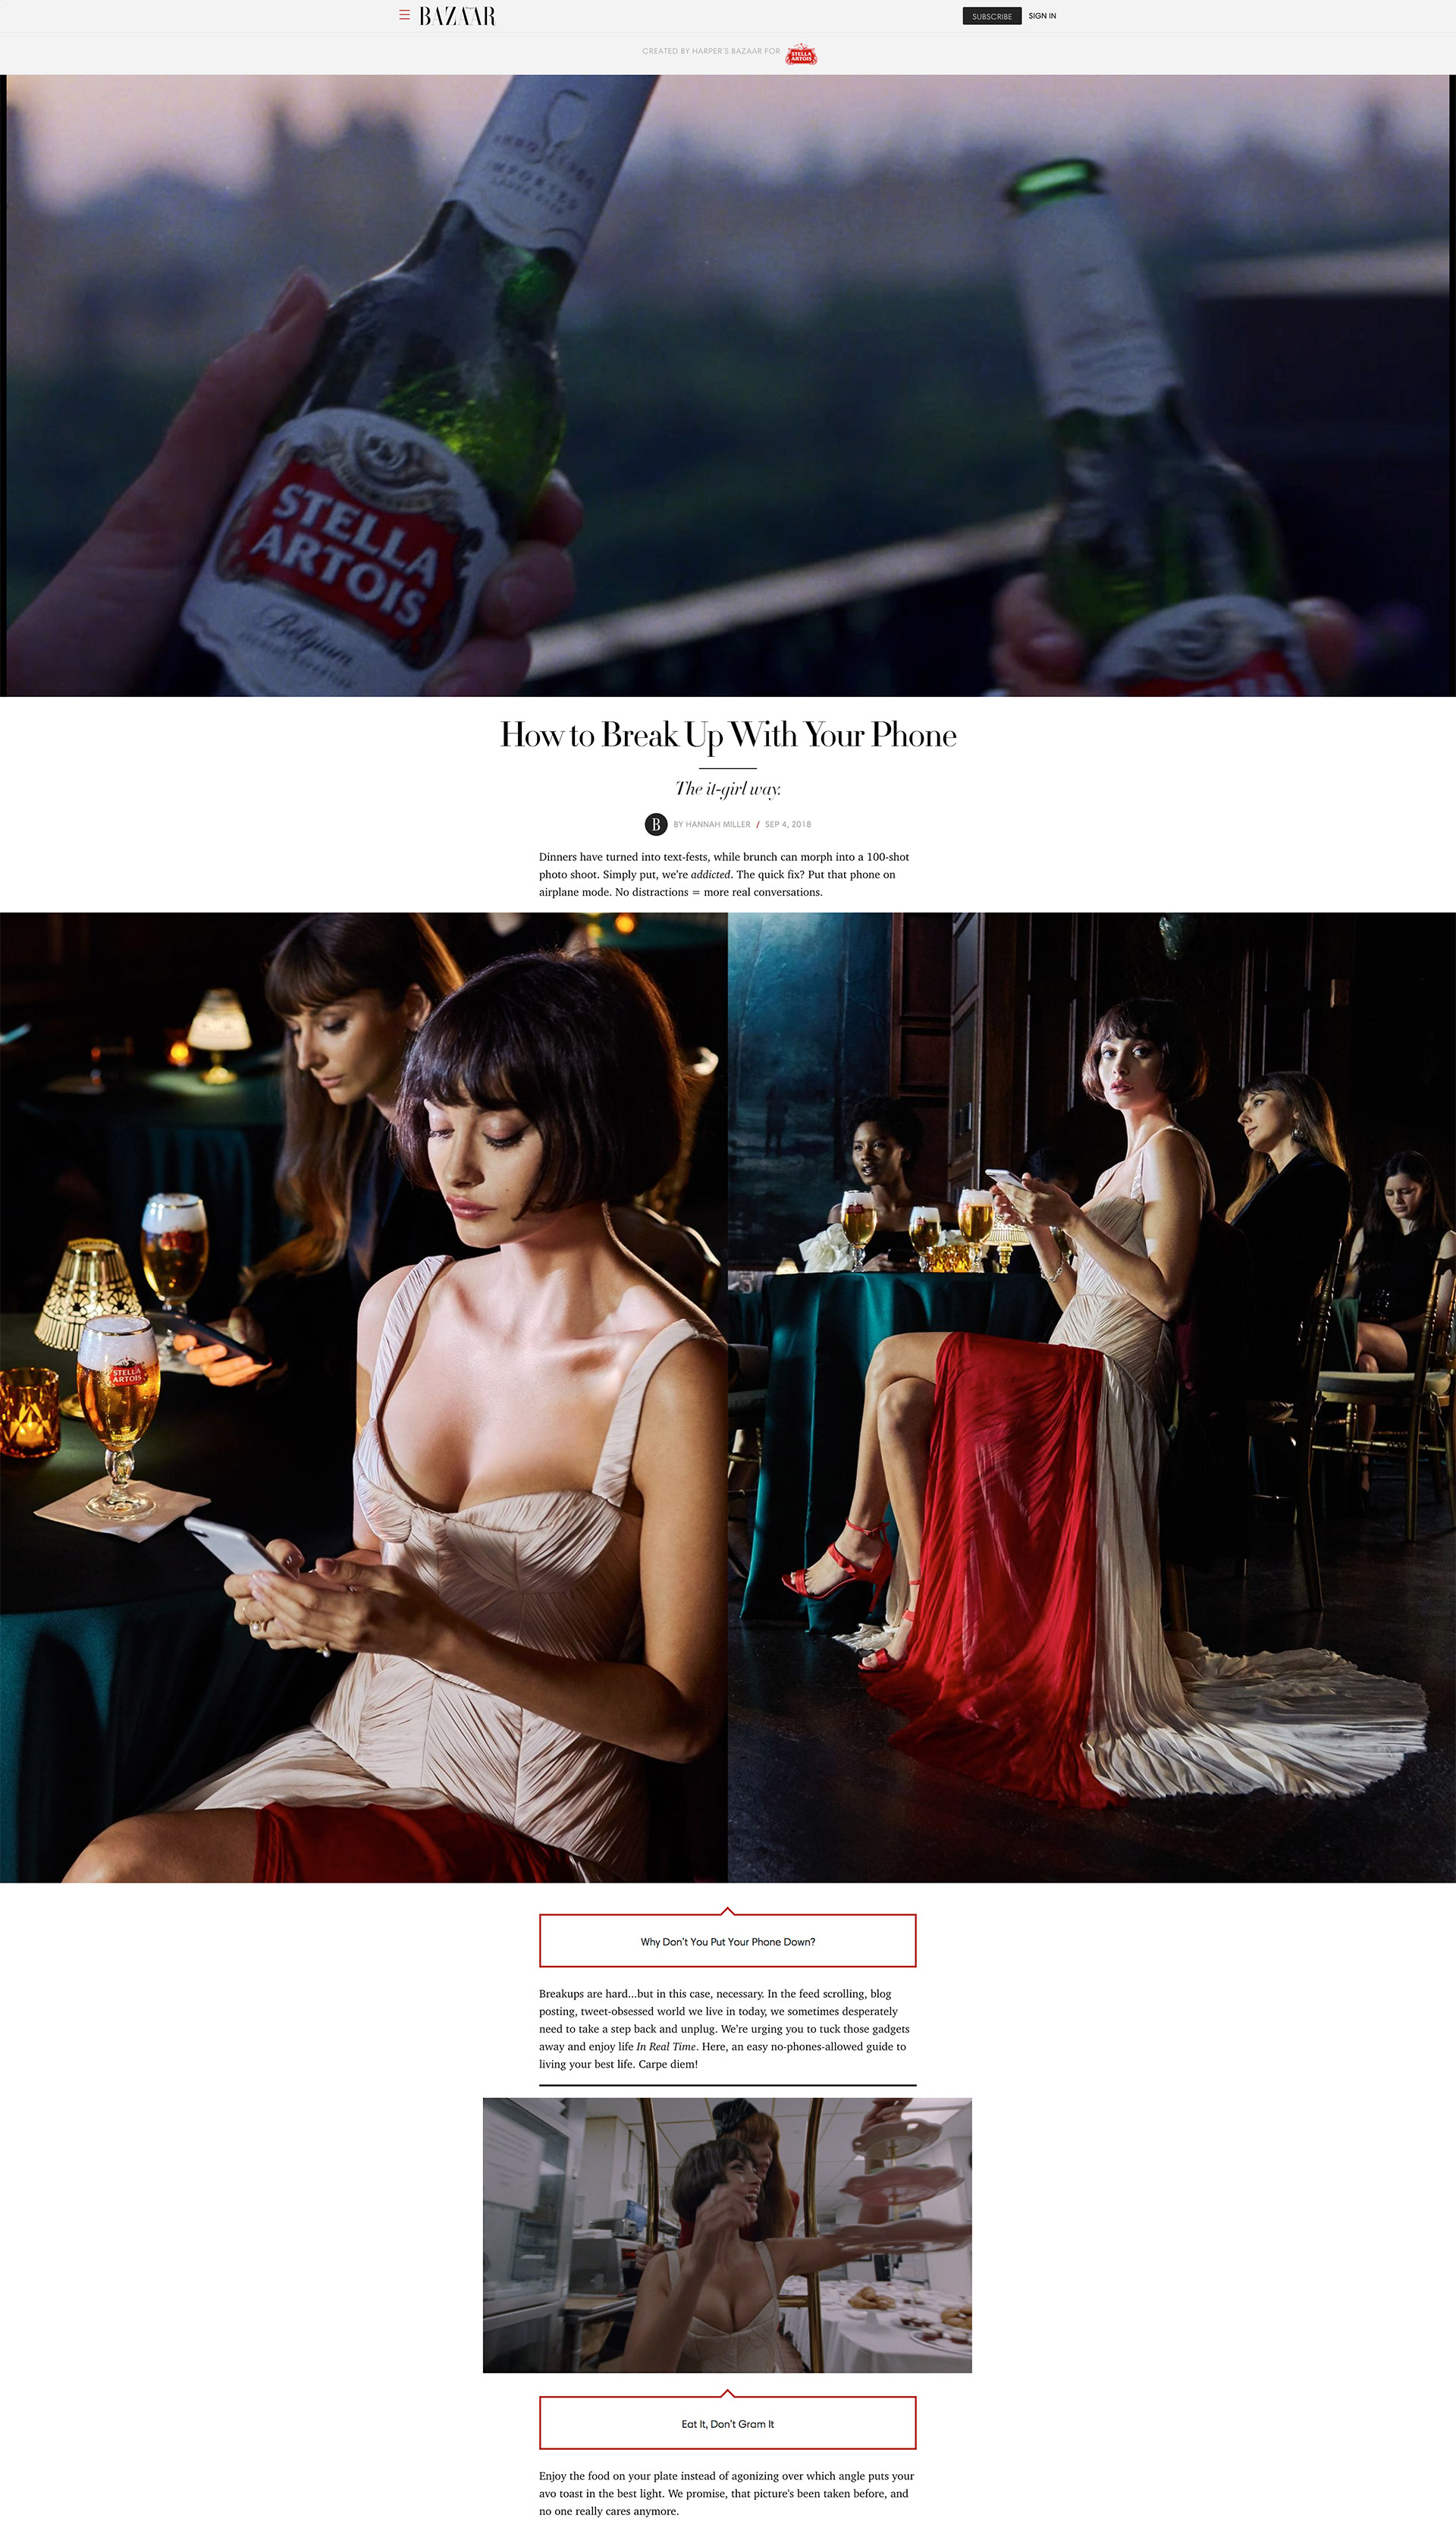 BAZAAR
SUBSCRIBE
SIGN IN
CREATED BY HARPER'S BAZAAR FOR
STELLA
ARTOIS
STELLA
ARTOIS
Belgium
How to Break Up With Your Phone
The it-girl way.
B
BY HANNAH MILLER / SEP 4, 2018
Dinners have turned into text-fests, while brunch can morph into a 100-shot
photo shoot. Simply put, we’re addicted. The quick fix? Put that phone on
airplane mode. No distractions = more real conversations.
STELLA
ARTOIS
Why Don’t You Put Your Phone Down?
Breakups are hard...but in this case, necessary. In the feed scrolling, blog
posting, tweet-obsessed world we live in today, we sometimes desperately
need to take a step back and unplug. We’re urging you to tuck those gadgets
away and enjoy life In Real Time. Here, an easy no-phones-allowed guide to
living your best life. Carpe diem!
Eat It, Don’t Gram It
Enjoy the food on your plate instead of agonizing over which angle puts your
avo toast in the best light. We promise, that picture's been taken before, and
no one really cares anymore.